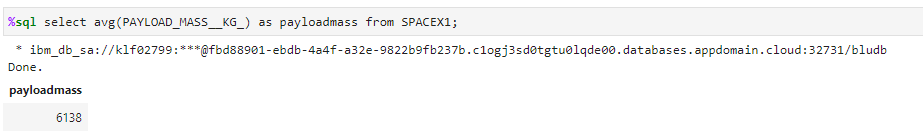 %sql select avg(PAYLOAD_MASS__KG_) as payloadmass from SPACEX1;
* ibm_db_sa://klf02799:***@fbd88901-ebdb-4a4f-a32e-9822b9fb237b.c1ogj3sd0tgtu0lqde00.databases.appdomain.cloud:32731/bludb
Done.
payloadmass
6138